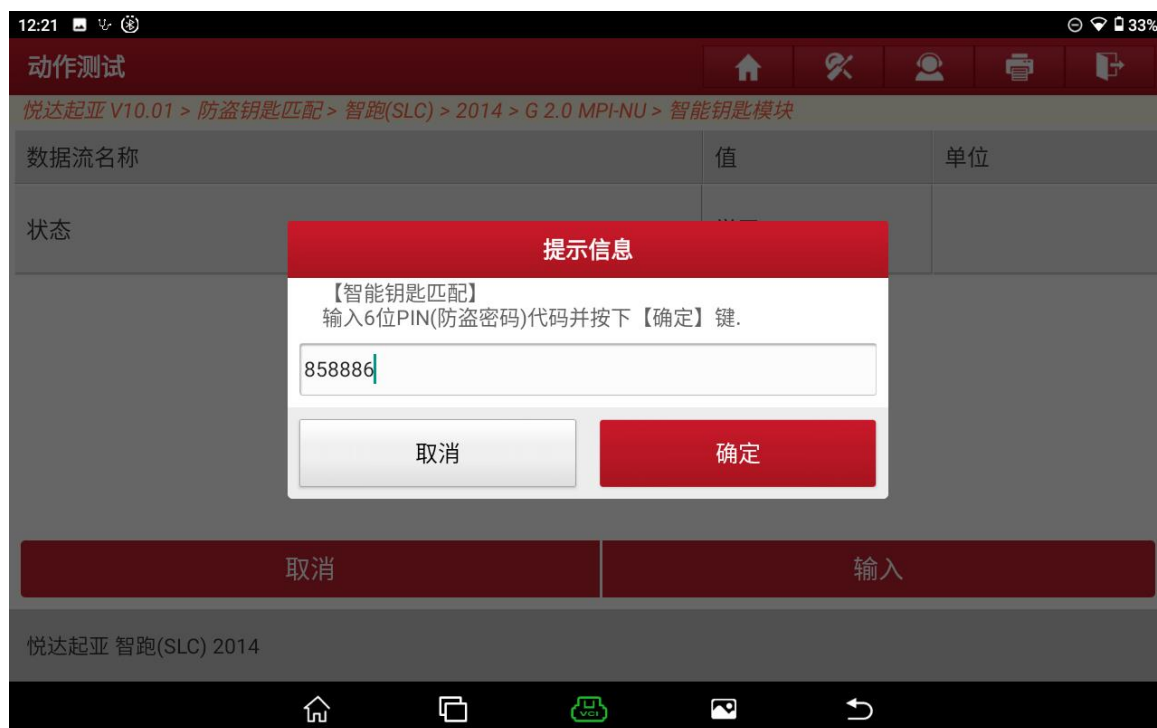 12:21
33%
动作测试
悦达起亚 V10.01 > 防盗钥匙匹配 > 智跑(SLC) > 2014 > G 2.0 MPI-NU > 智能钥匙模块
数据流名称 值 单位
状态
提示信息
【智能钥匙匹配】
输入6位PIN(防盗密码)代码并按下【确定】键.
858886
取消 确定
取消 输入
悦达起亚 智跑(SLC) 2014
VCI